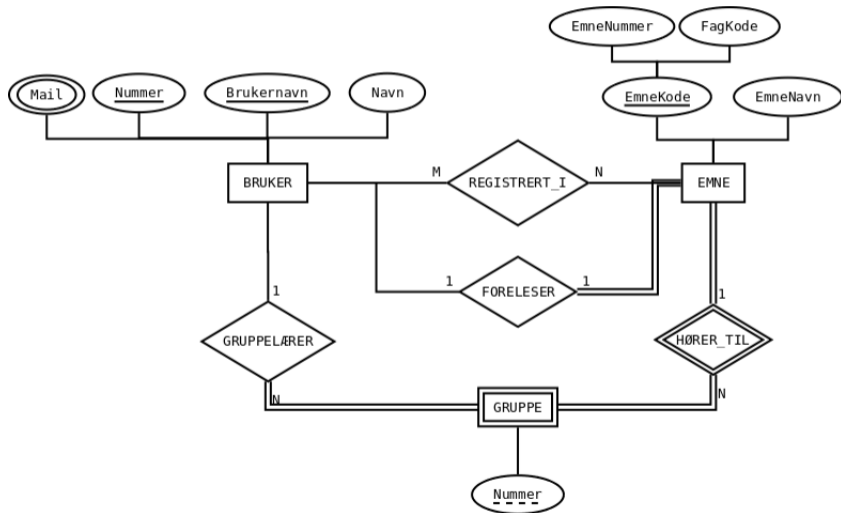 EmneNummer
FagKode
Mail
Nummer
Brukernavn
Navn
EmneKode
EmneNavn
BRUKER
M
REGISTRERT_I
N
EMNE
1
FORELESER
1
1
1
GRUPPELÆRER
HØRER_TIL
N
GRUPPE
N
Nummer